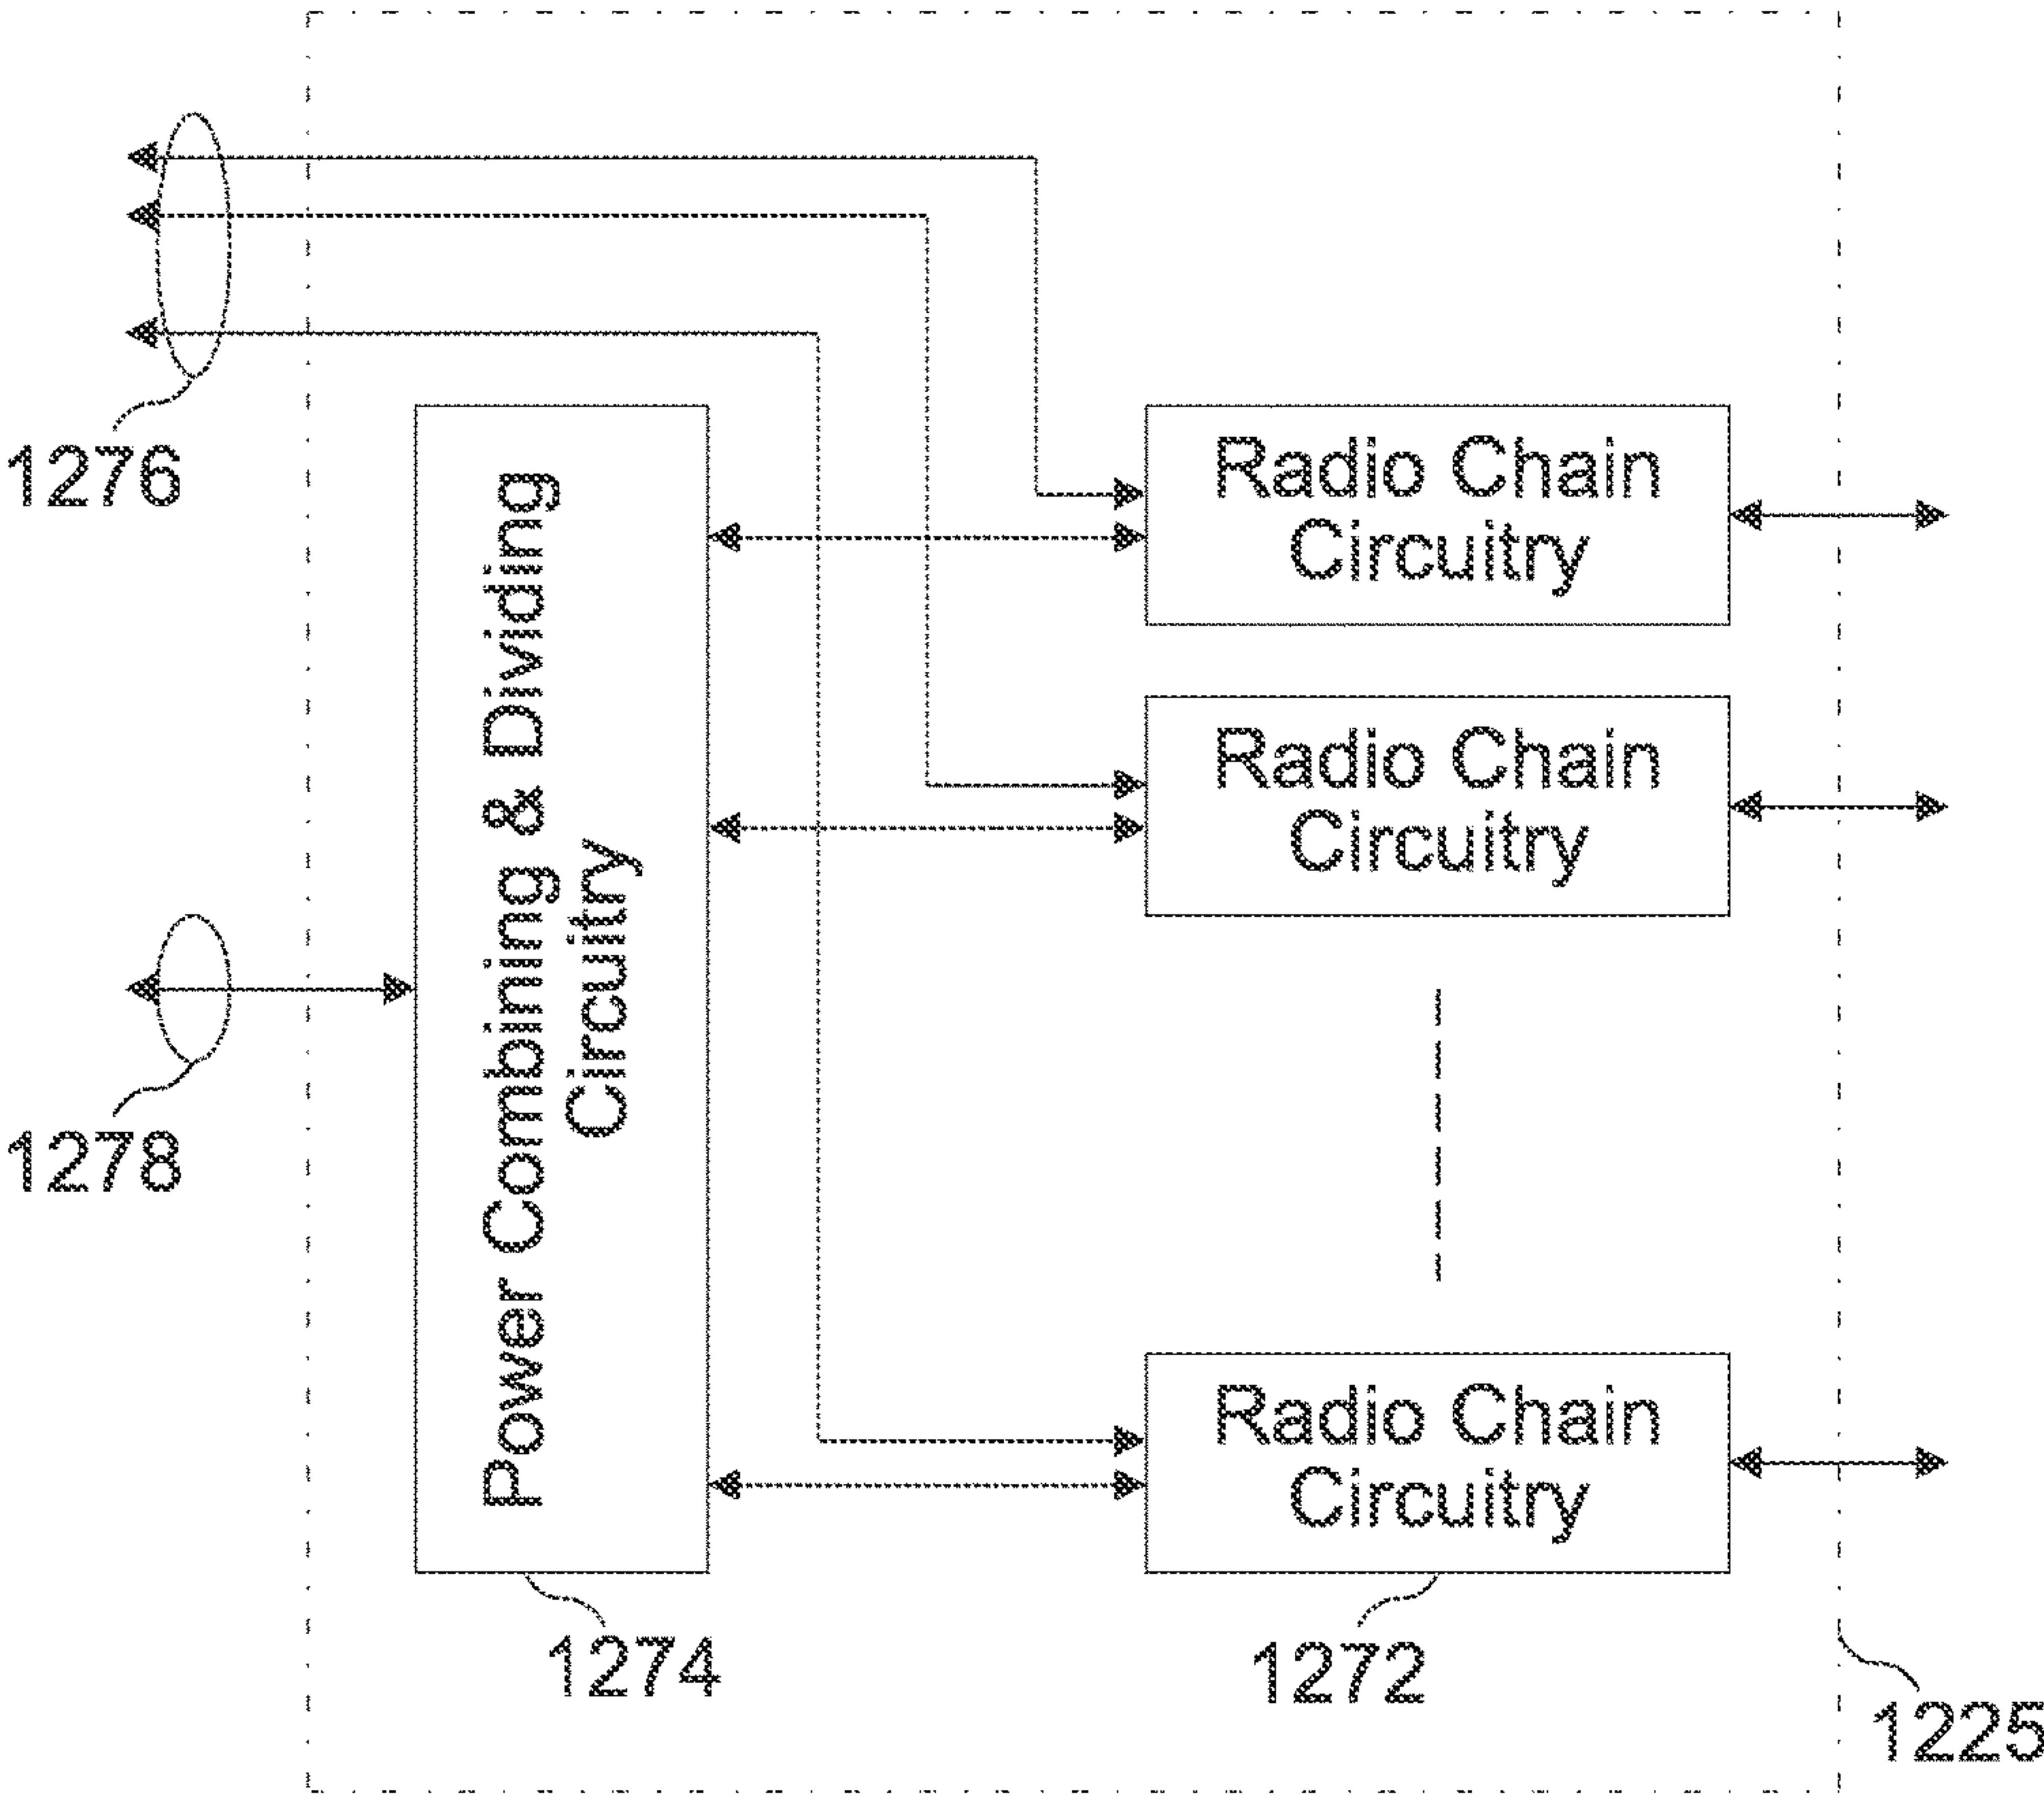 1276
Radio Chain
Circuitry
Power Combining & Dividing
Circuitry
Radio Chain
Circuitry
1278
Radio Chain
Circuitry
1274
1272
1225